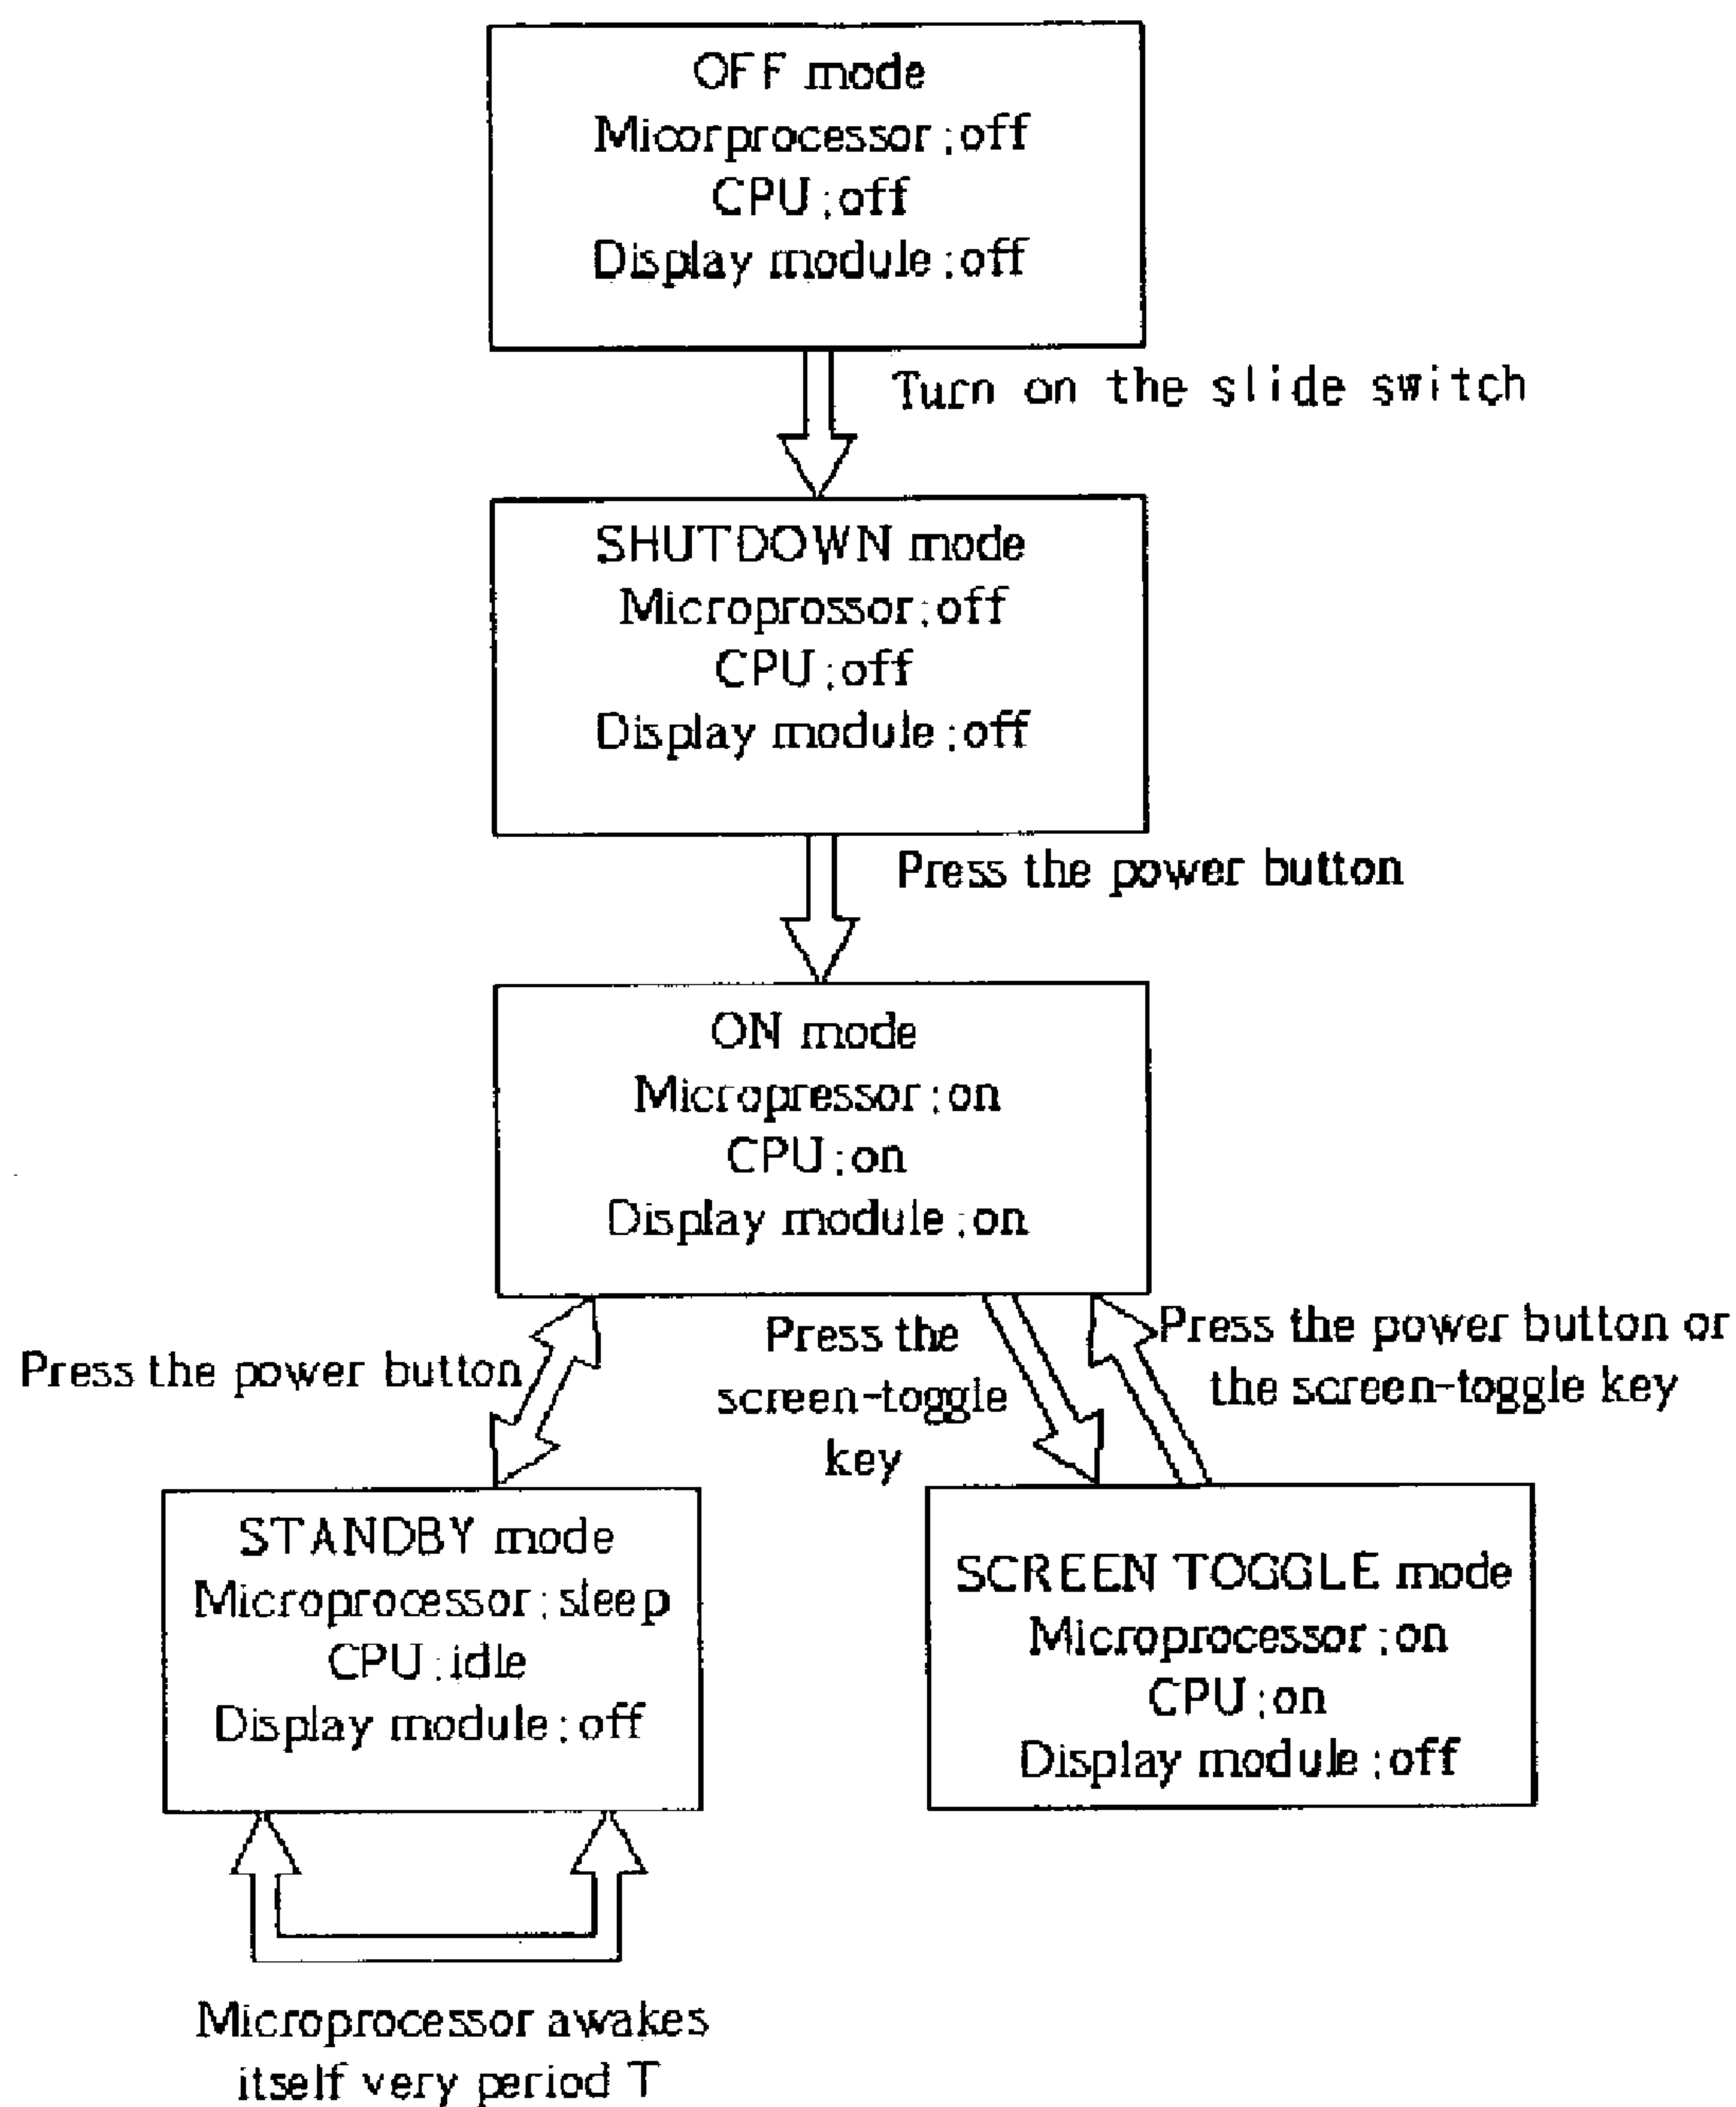 OFF mode
Micorprocessor;off
CPU;off
Display module;off
Turn on the slide switch
SHUTDOWN mode
Microprossor;off
CPU;off
Display module;off
Press the power button
ON mode
Micropressor;on
CPU;on
Display module;on
Press the power button
Press the
screen-toggle
key
Press the power button or
the screen-toggle key
STANDBY mode
Microprocessor;sleep
CPU;idle
Display module;off
SCREEN TOGGLE mode
Microprocessor;on
CPU;on
Display module;off
Microprocessor awakes
itself very period T